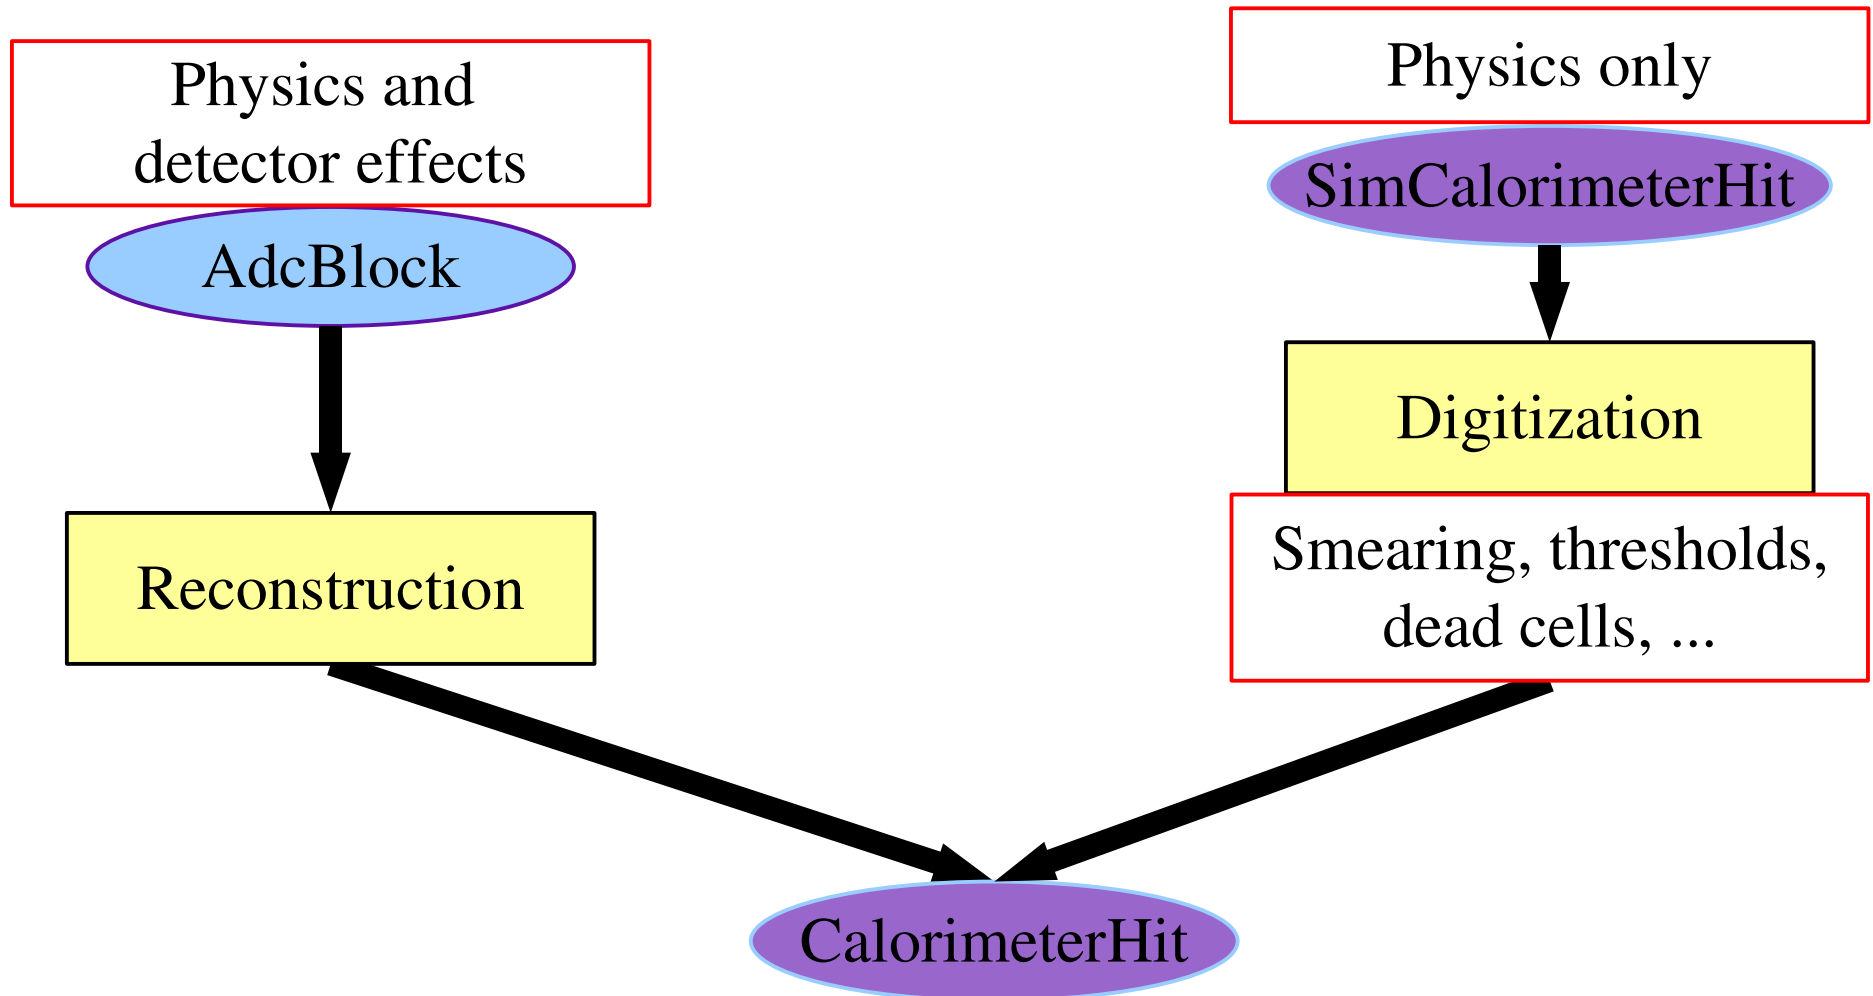 Physics and
detector effects
AdcBlock
Reconstruction
Physics only
SimCalorimeterHit
Digitization
Smearing, thresholds,
dead cells, ...
CalorimeterHit